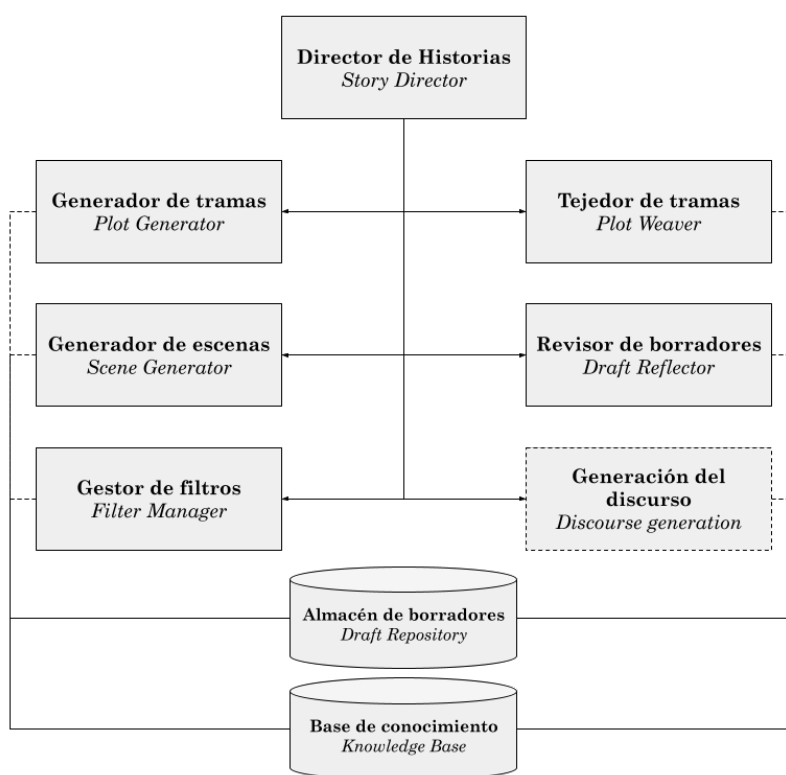 Director de Historias
Story Director
Generador de tramas
Plot Generator
Tejedor de tramas
Plot Weaver
Generador de escenas
Scene Generator
Revisor de borradores
Draft Reflector
Gestor de filtros
Filter Manager
Generación del
discurso
Discourse generation
Almacén de borradores
Draft Repository
Base de conocimiento
Knowledge Base